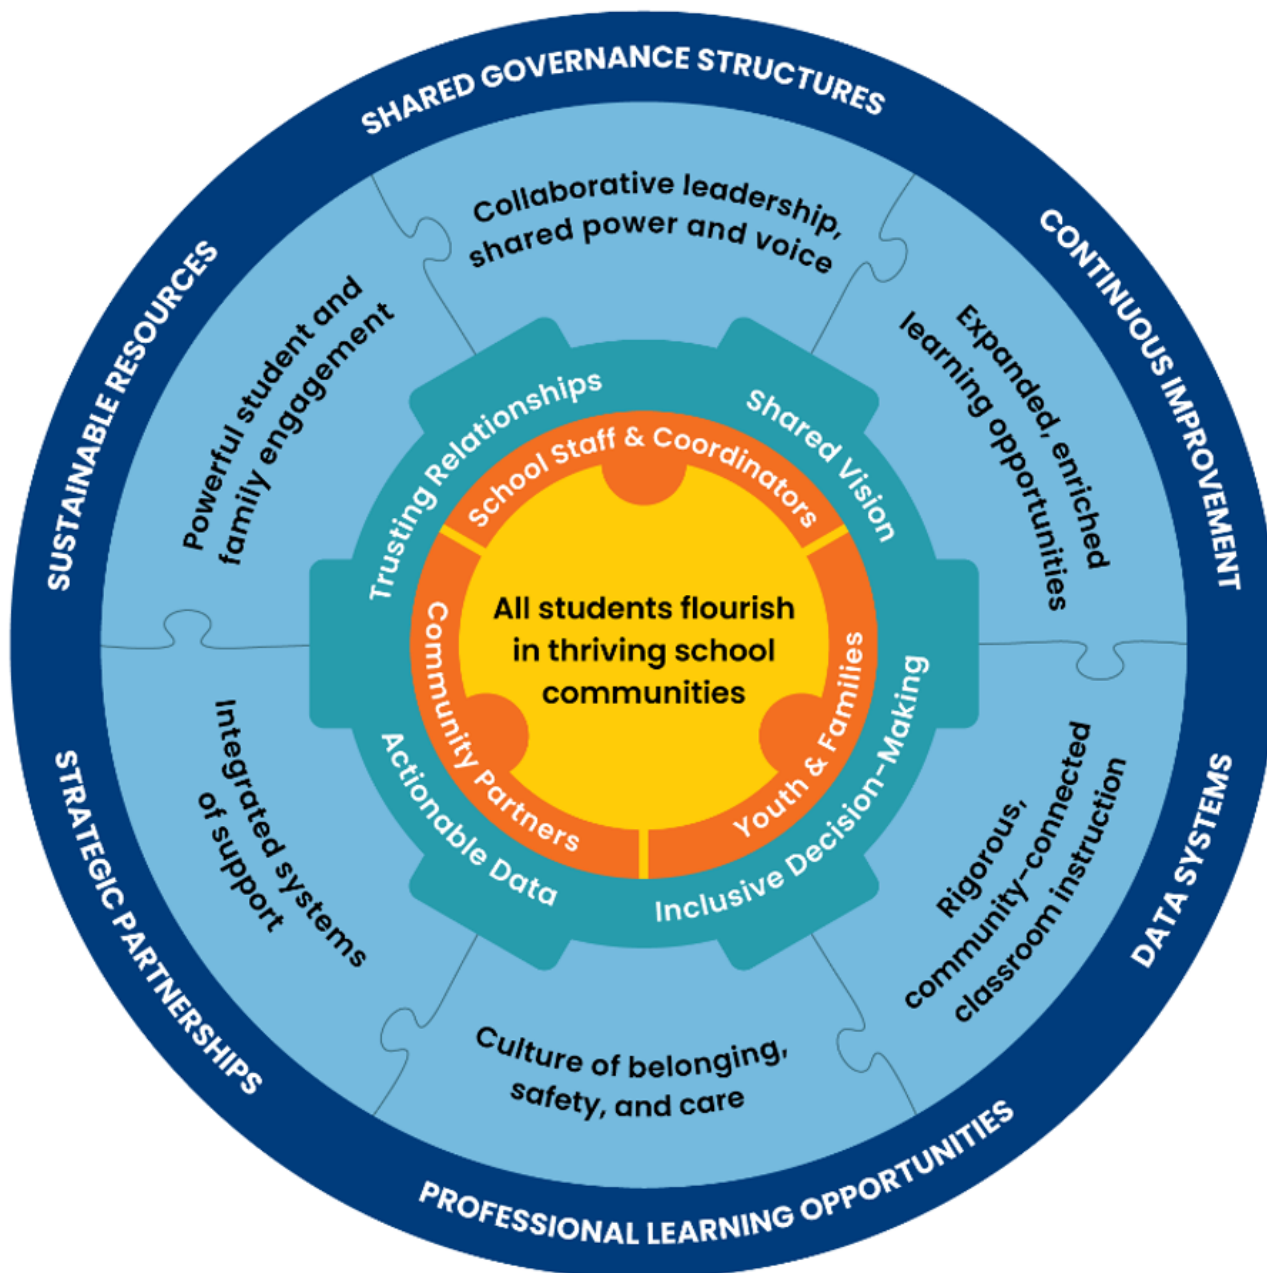 SHARED GOVERNANCE STRUCTURES
CONTINUOUS IMPROVEMENT
DATA SYSTEMS
PROFESSIONAL LEARNING OPPORTUNITIES
STRATEGIC PARTNERSHIPS
SUSTAINABLE RESOURCES
Collaborative leadership,
shared power and voice
Expanded, enriched
learning opportunities
Rigorous,
community-connected
classroom instruction
Culture of belonging,
safety, and care
Integrated systems
of support
Powerful student and
family engagement
Trusting Relationships
Shared Vision
Inclusive Decision-Making
Actionable Data
School Staff & Coordinators
Youth & Families
Community Partners
All students flourish
in thriving school
communities